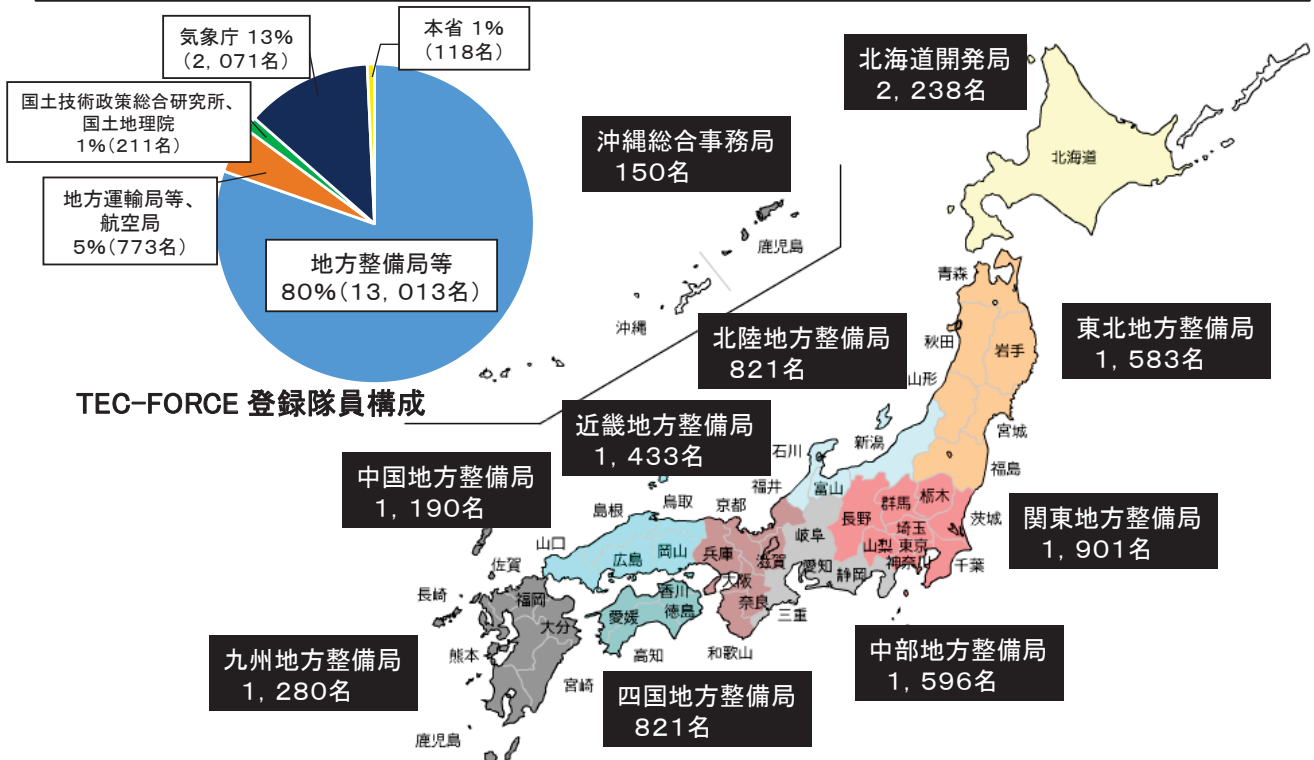 気象庁 13%
(2, 071名)
本省 1%
(118名)
国土技術政策総合研究所、
国土地理院
1%(211名)
地方運輸局等、
航空局
5%(773名)
地方整備局等
80%(13, 013名)
TEC-FORCE 登録隊員構成
北海道開発局
2, 238名
沖縄総合事務局
150名
北陸地方整備局
821名
東北地方整備局
1, 583名
近畿地方整備局
1, 433名
中国地方整備局
1, 190名
関東地方整備局
1, 901名
九州地方整備局
1, 280名
四国地方整備局
821名
中部地方整備局
1, 596名
北海道
鹿児島
沖縄
青森
秋田
岩手
山形
宮城
新潟
福島
石川
富山
福井
群馬
栃木
長野
茨城
埼玉
山梨
東京
神奈川
千葉
岐阜
愛知
静岡
三重
滋賀
京都
兵庫
大阪
奈良
和歌山
鳥取
島根
岡山
広島
山口
香川
徳島
愛媛
高知
佐賀
福岡
長崎
大分
熊本
宮崎
鹿児島